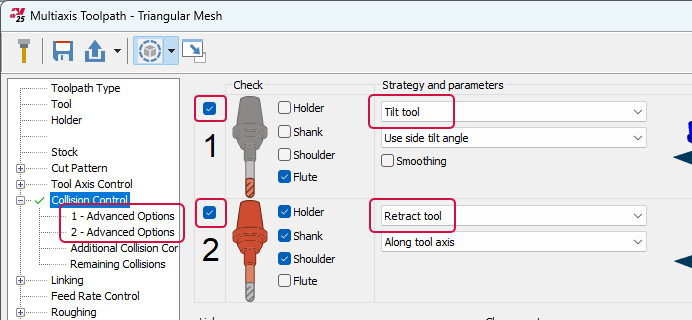 25
Multiaxis Toolpath - Triangular Mesh
Toolpath Type
Tool
Holder
Stock
Cut Pattern
Tool Axis Control
Collision Control
1 - Advanced Options
2 - Advanced Options
Additional Collision Cor
Remaining Collisions
Linking
Feed Rate Control
Roughing
Check
Strategy and parameters
1
Holder
Shank
Shoulder
Flute
Tilt tool
Use side tilt angle
Smoothing
2
Holder
Shank
Shoulder
Flute
Retract tool
Along tool axis